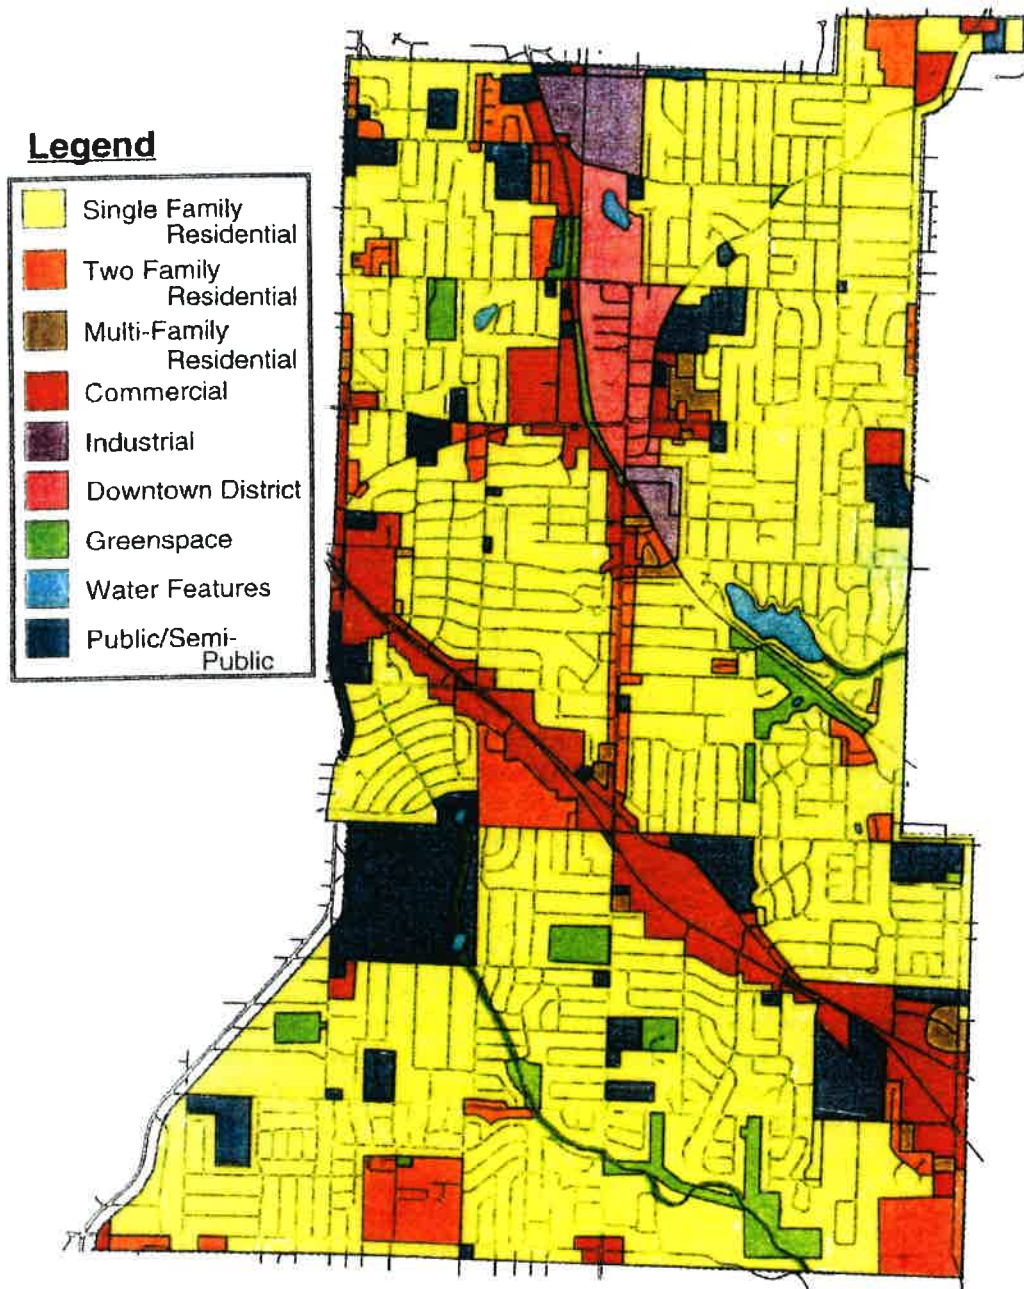 Legend
Single Family
Residential
Two Family
Residential
Multi-Family
Residential
Commercial
Industrial
Downtown District
Greenspace
Water Features
Public/Semi-
Public